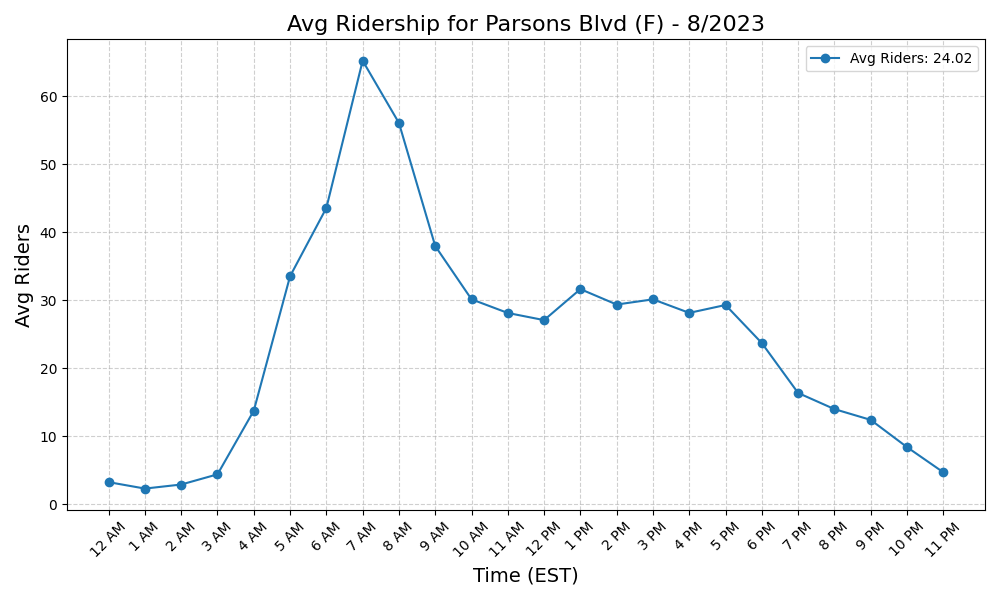 Avg Ridership for Parsons Blvd (F) - 8/2023
Avg Riders: 24.02
Avg Riders
60
50
40
30
20
10
0
12 AM
1 AM
2 AM
3 AM
4 AM
5 AM
6 AM
7 AM
8 AM
9 AM
10 AM
11 AM
12 PM
1 PM
2 PM
3 PM
4 PM
5 PM
6 PM
7 PM
8 PM
9 PM
10 PM
11 PM
Time (EST)